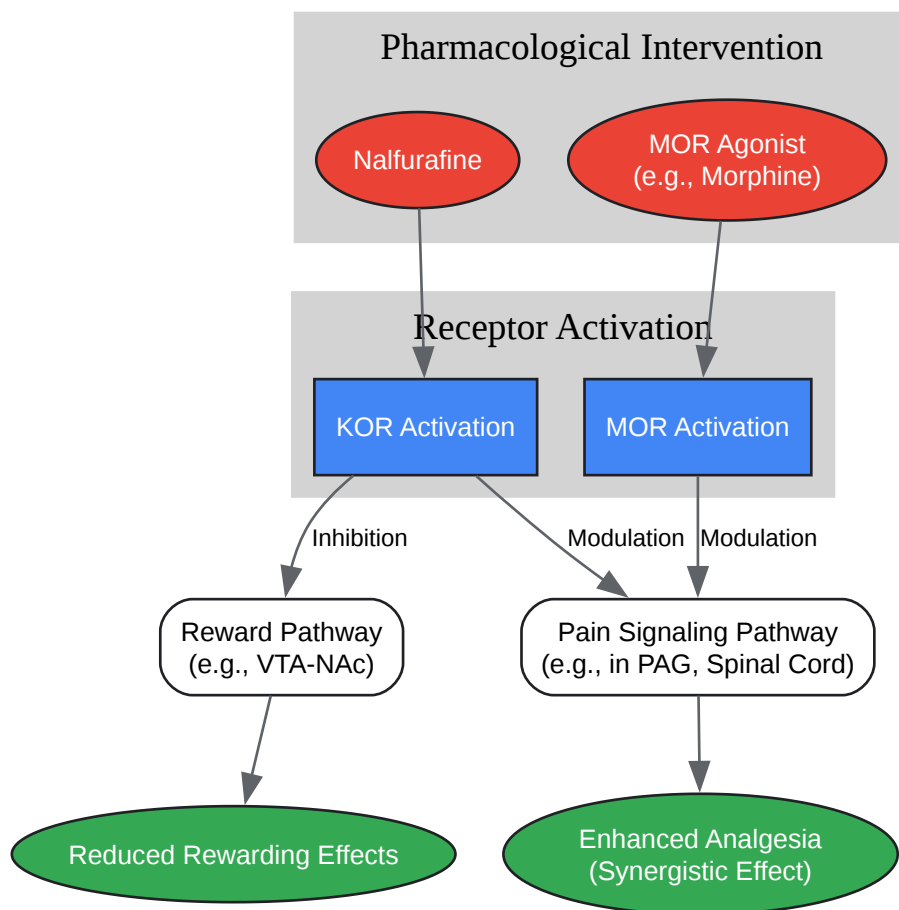 Pharmacological Intervention
Nalfurafine
MOR Agonist
(e.g., Morphine)
Receptor Activation
KOR Activation
MOR Activation
Inhibition
Modulation
Modulation
Reward Pathway
(e.g., VTA-NAc)
Pain Signaling Pathway
(e.g., in PAG, Spinal Cord)
Reduced Rewarding Effects
Enhanced Analgesia
(Synergistic Effect)